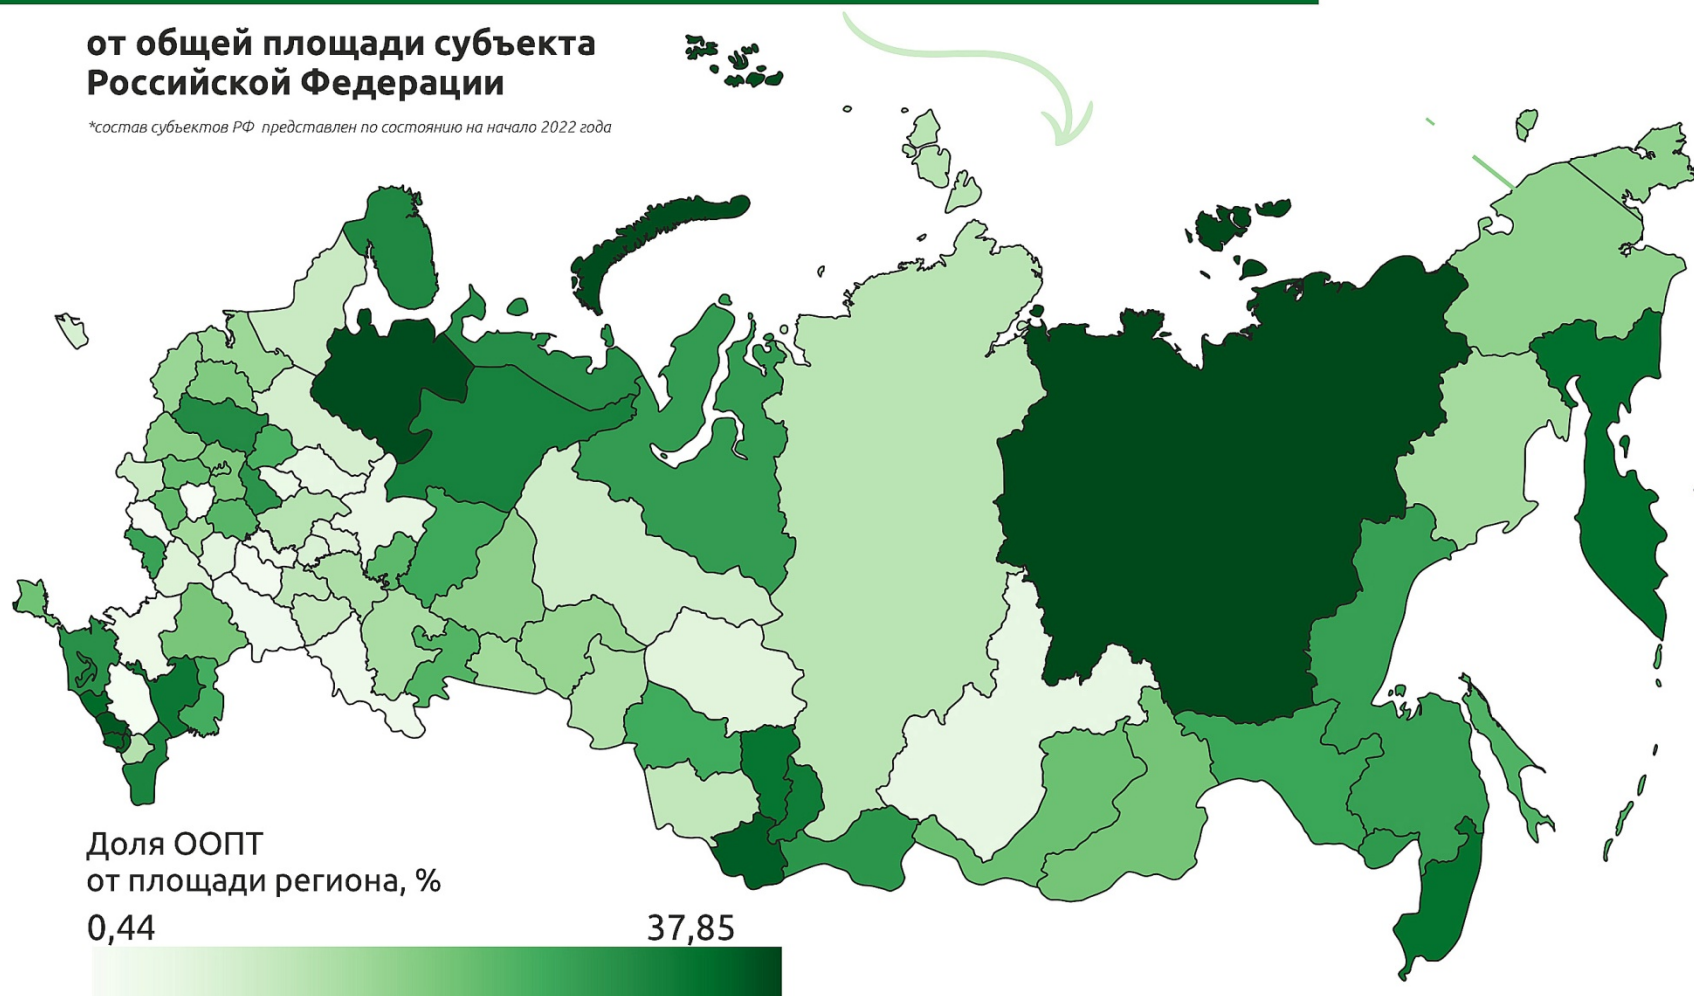 от общей площади субъекта
Российской Федерации
*состав субъектов РФ представлен по состоянию на начало 2022 года
Доля ООПТ
от площади региона, %
0,44 37,85